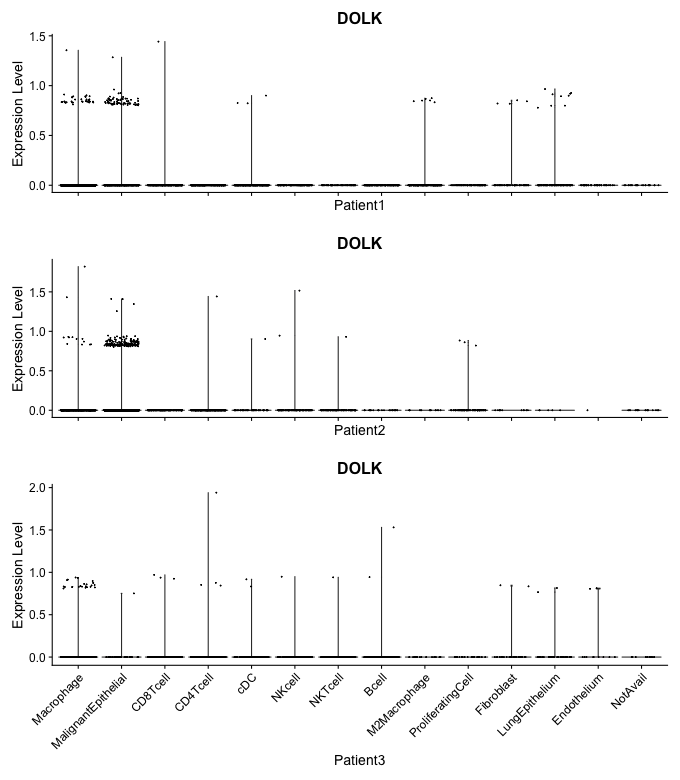 DOLK
Expression Level
1.5
1.0
0.5
0.0
Patient1
DOLK
Expression Level
1.5
1.0
0.5
0.0
Patient2
DOLK
Expression Level
2.0
1.5
1.0
0.5
0.0
Macrophage
MalignantEpithelial
CD8Tcell
CD4Tcell
cDC
NKcell
NKTcell
Bcell
M2Macrophage
ProliferatingCell
Fibroblast
LungEpithelium
Endothelium
NotAvail
Patient3